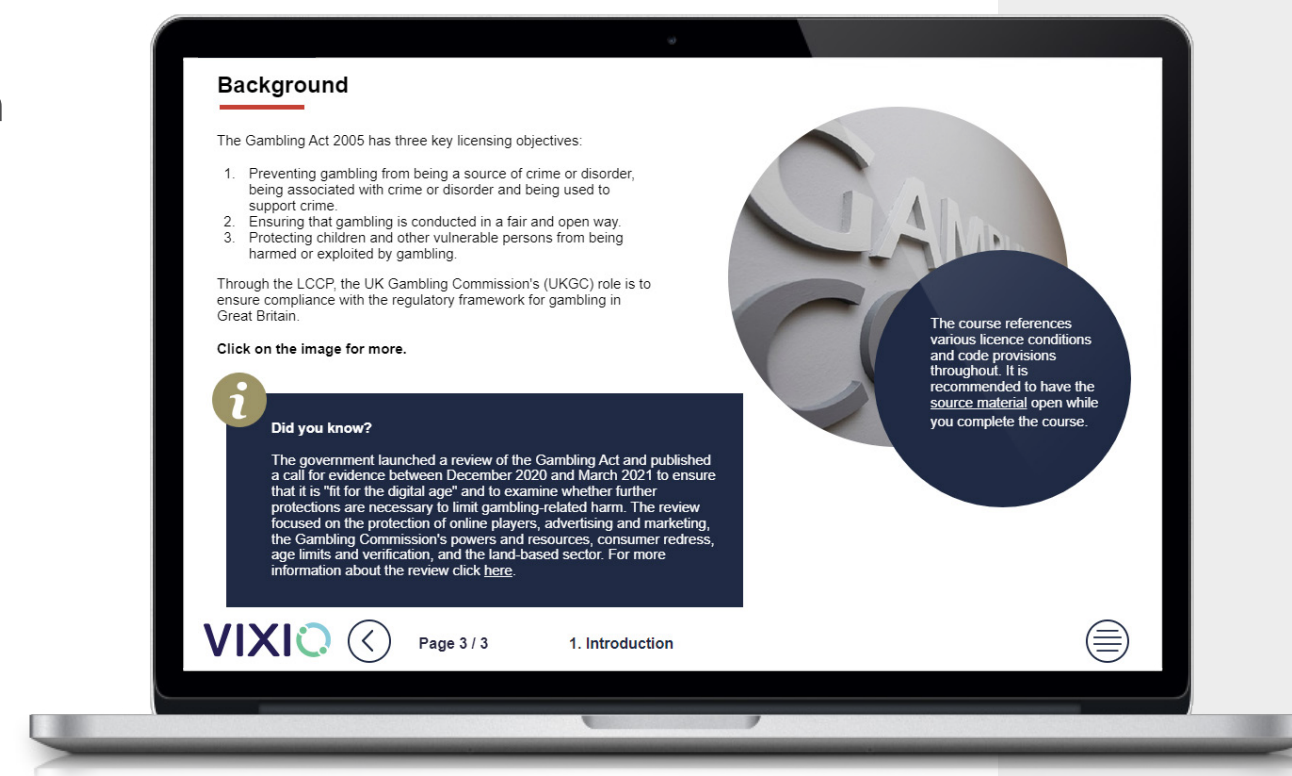 Background
The Gambling Act 2005 has three key licensing objectives:
1. Preventing gambling from being a source of crime or disorder,
being associated with crime or disorder and being used to
support crime.
2. Ensuring that gambling is conducted in a fair and open way.
3. Protecting children and other vulnerable persons from being
harmed or exploited by gambling.
Through the LCCP, the UK Gambling Commission's (UKGC) role is to
ensure compliance with the regulatory framework for gambling in
Great Britain.
Click on the image for more.
i
Did you know?
The government launched a review of the Gambling Act and published
a call for evidence between December 2020 and March 2021 to ensure
that it is "fit for the digital age" and to examine whether further
protections are necessary to limit gambling-related harm. The review
focused on the protection of online players, advertising and marketing,
the Gambling Commission's powers and resources, consumer redress,
age limits and verification, and the land-based sector. For more
information about the review click here.
GAMB
CO
The course references
various licence conditions
and code provisions
throughout. It is
recommended to have the
source material open while
you complete the course.
VIXIO
Page 3 / 3
1. Introduction